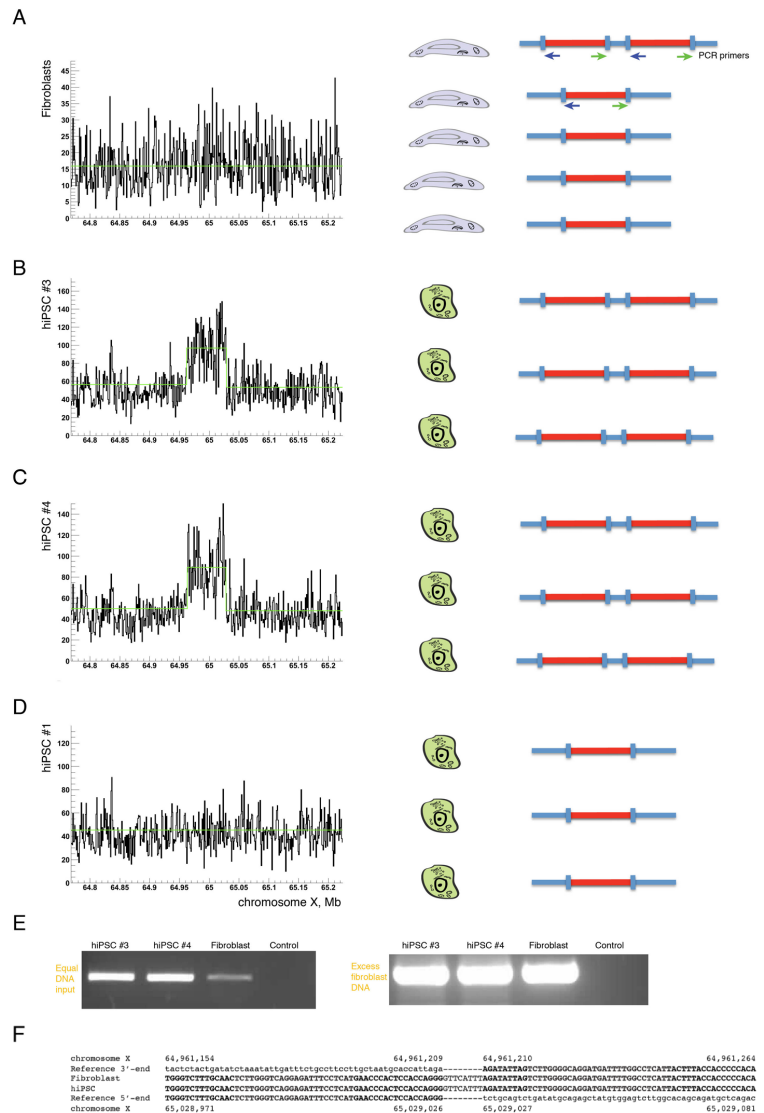 A
Fibroblasts
45
40
35
30
25
20
15
10
5
0
64.8 64.85 64.9 64.95 65 65.05 65.1 65.15 65.2
PCR primers
B
hiPSC #3
160
140
120
100
80
60
40
20
0
64.8 64.85 64.9 64.95 65 65.05 65.1 65.15 65.2
C
hiPSC #4
140
120
100
80
60
40
20
0
64.8 64.85 64.9 64.95 65 65.05 65.1 65.15 65.2
D
hiPSC #1
120
100
80
60
40
20
0
64.8 64.85 64.9 64.95 65 65.05 65.1 65.15 65.2
chromosome X, Mb
E
hiPSC #3 hiPSC #4 Fibroblast Control
Equal
DNA
input
hiPSC #3 hiPSC #4 Fibroblast Control
Excess
fibroblast
DNA
F
chromosome X 64,961,154 64,961,209 64,961,210 64,961,264
Reference 3'-end tactctactgatatctaaatattgatttctgccttccttgctaatgcaccattagag--------AGATATTAGTCTTGGGGCAGGATGATTTTGGCCTCATTACTTTACCACCCCCACA
Fibroblast TGGGTCTTTGCAACTCTTGGGTCAGGAGATTTCCTCATGAACCCACTCCACCAGGGGTTCATTTAGATATTAGTCTTGGGGCAGGATGATTTTGGCCTCATTACTTTACCACCCCCACA
hiPSC TGGGTCTTTGCAACTCTTGGGTCAGGAGATTTCCTCATGAACCCACTCCACCAGGGGTTCATTTAGATATTAGTCTTGGGGCAGGATGATTTTGGCCTCATTACTTTACCACCCCCACA
Reference 5'-end TGGGTCTTTGCAACTCTTGGGTCAGGAGATTTCCTCATGAACCCACTCCACCAGGG--------ctgcagcagtctgatatgcagagagctatgtggagtcttggcacagcagatgctcagac
chromosome X 65,028,971 65,029,026 65,029,027 65,029,081